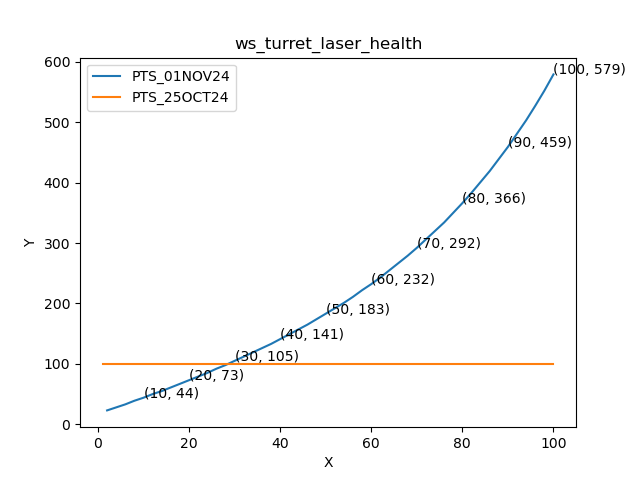 ws_turret_laser_health
PTS_01NOV24
PTS_25OCT24
600
500
400
300
200
100
0
Y
(100, 579)
(90, 459)
(80, 366)
(70, 292)
(60, 232)
(50, 183)
(40, 141)
(30, 105)
(20, 73)
(10, 44)
0 20 40 60 80 100
X